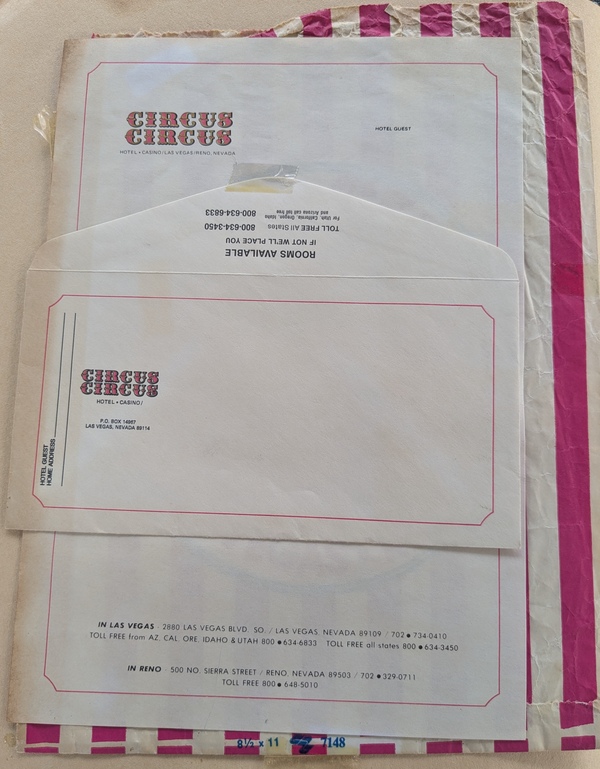 CIRCUS
CIRCUS
HOTEL • CASINO/LAS VEGAS/RENO, NEVADA
HOTEL GUEST
ROOMS AVAILABLE
IF NOT WE'LL PLACE YOU
TOLL FREE All States 800-634-3450
For Utah, California, Oregon, Idaho
and Arizona call toll free 800-634-6833
CIRCUS
CIRCUS
HOTEL • CASINO/
P.O. BOX 14967
LAS VEGAS, NEVADA 89114
HOTEL GUEST
HOME ADDRESS
IN LAS VEGAS · 2880 LAS VEGAS BLVD. SO. / LAS VEGAS, NEVADA 89109 / 702 • 734-0410
TOLL FREE from AZ, CAL. ORE, IDAHO & UTAH 800 • 634-6833 TOLL FREE all states 800 • 634-3450
IN RENO · 500 NO. SIERRA STREET / RENO, NEVADA 89503 / 702 • 329-0711
TOLL FREE 800 • 648-5010
8½ x 11 7148